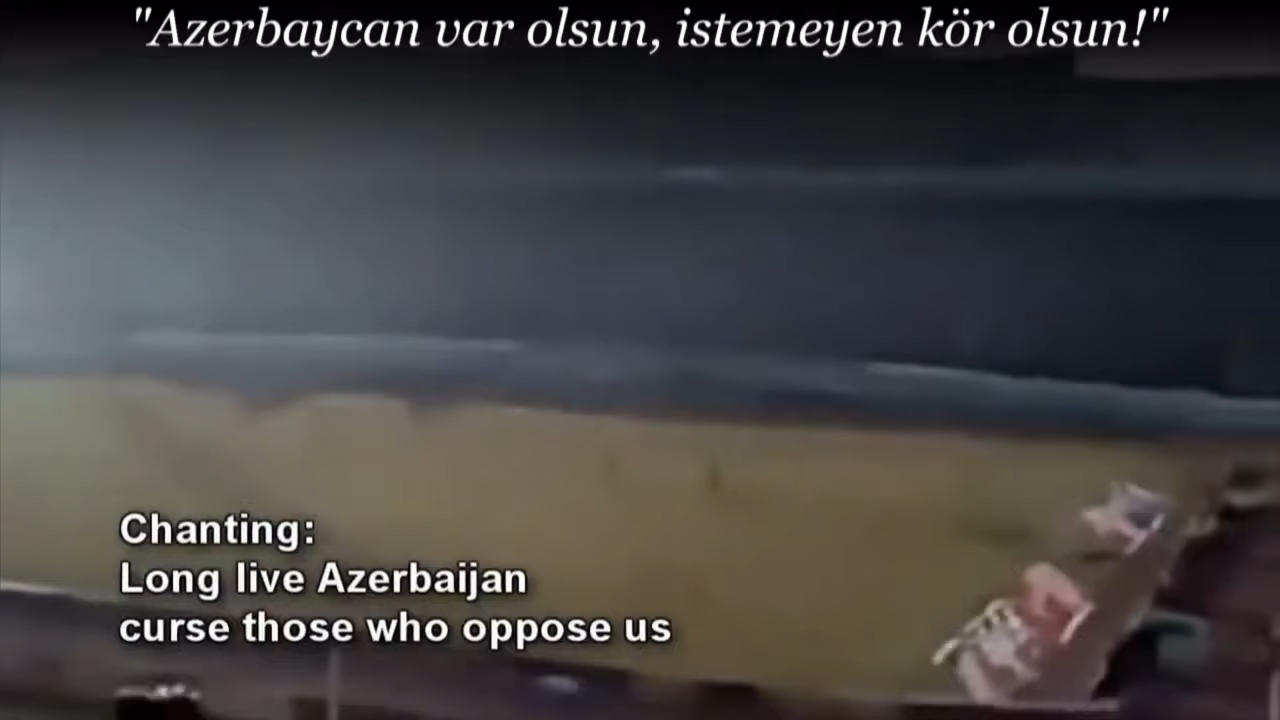 "Azerbaycan var olsun, istemeyen kör olsun!"
Chanting:
Long live Azerbaijan
curse those who oppose us